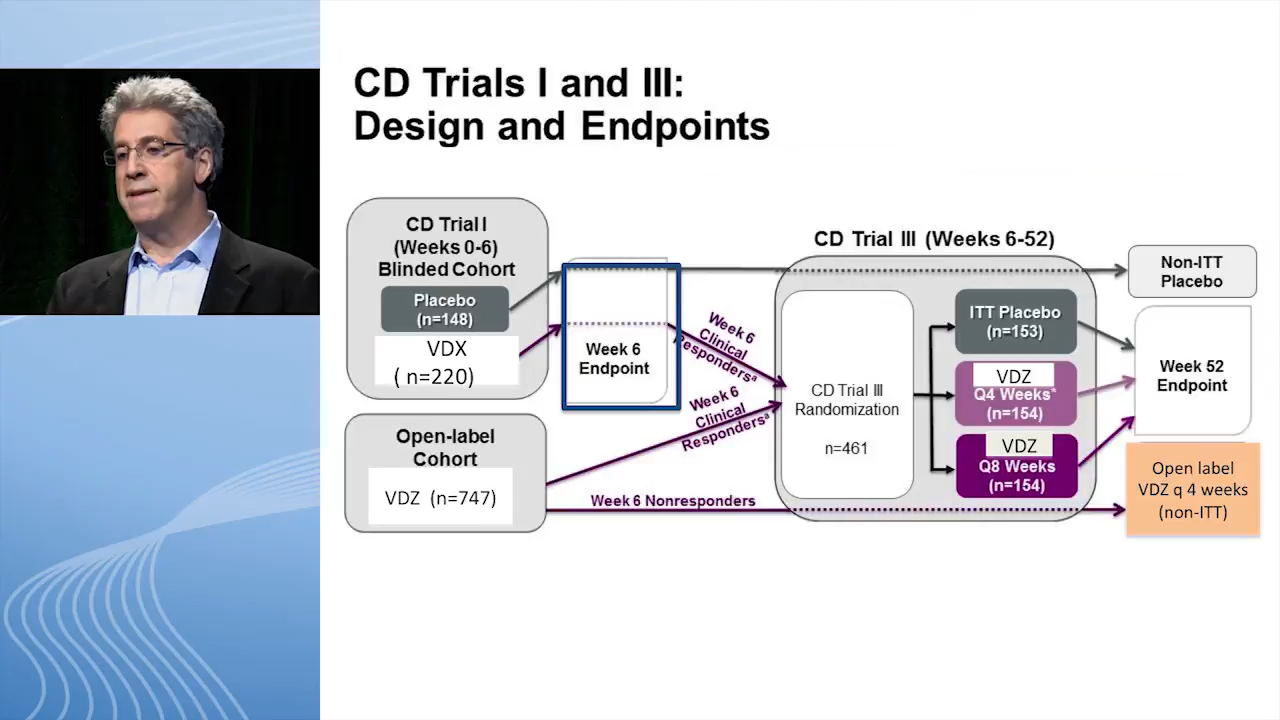 CD Trials I and III:
Design and Endpoints
CD Trial I
(Weeks 0-6)
Blinded Cohort
Placebo
(n=148)
VDX
( n=220)
Open-label
Cohort
VDZ (n=747)
Week 6
Endpoint
Week 6
Clinical
Respondersª
Week 6
Clinical
Respondersª
Week 6 Nonresponders
CD Trial III (Weeks 6-52)
CD Trial III
Randomization
n=461
ITT Placebo
(n=153)
VDZ
Q4 Weeks*
(n=154)
VDZ
Q8 Weeks
(n=154)
Non-ITT
Placebo
Week 52
Endpoint
Open label
VDZ q 4 weeks
(non-ITT)